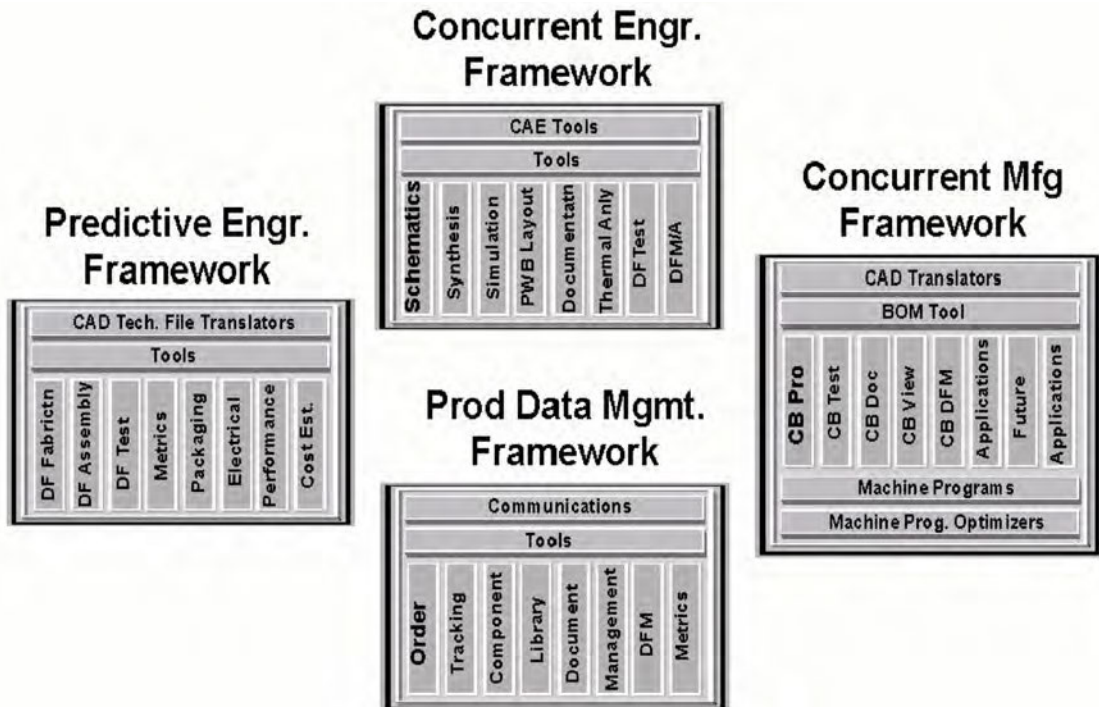 Concurrent Engr.
Framework
CAE Tools
Tools
Schematics
Synthesis
Simulation
PWB Layout
Documentatn
Thermal Anly
DFTest
DFM/A
Predictive Engr.
Framework
CAD Tech. File Translators
Tools
DF Fabrictn
DF Assembly
DF Test
Metrics
Packaging
Electrical
Performance
Cost Est.
Prod Data Mgmt.
Framework
Communications
Tools
Order
Tracking
Component
Library
Document
Management
DFM
Metrics
Concurrent Mfg
Framework
CAD Translators
BOM Tool
CB Pro
CB Test
CB Doc
CB View
CB DFM
Applications
Future
Applications
Machine Programs
Machine Prog. Optimizers